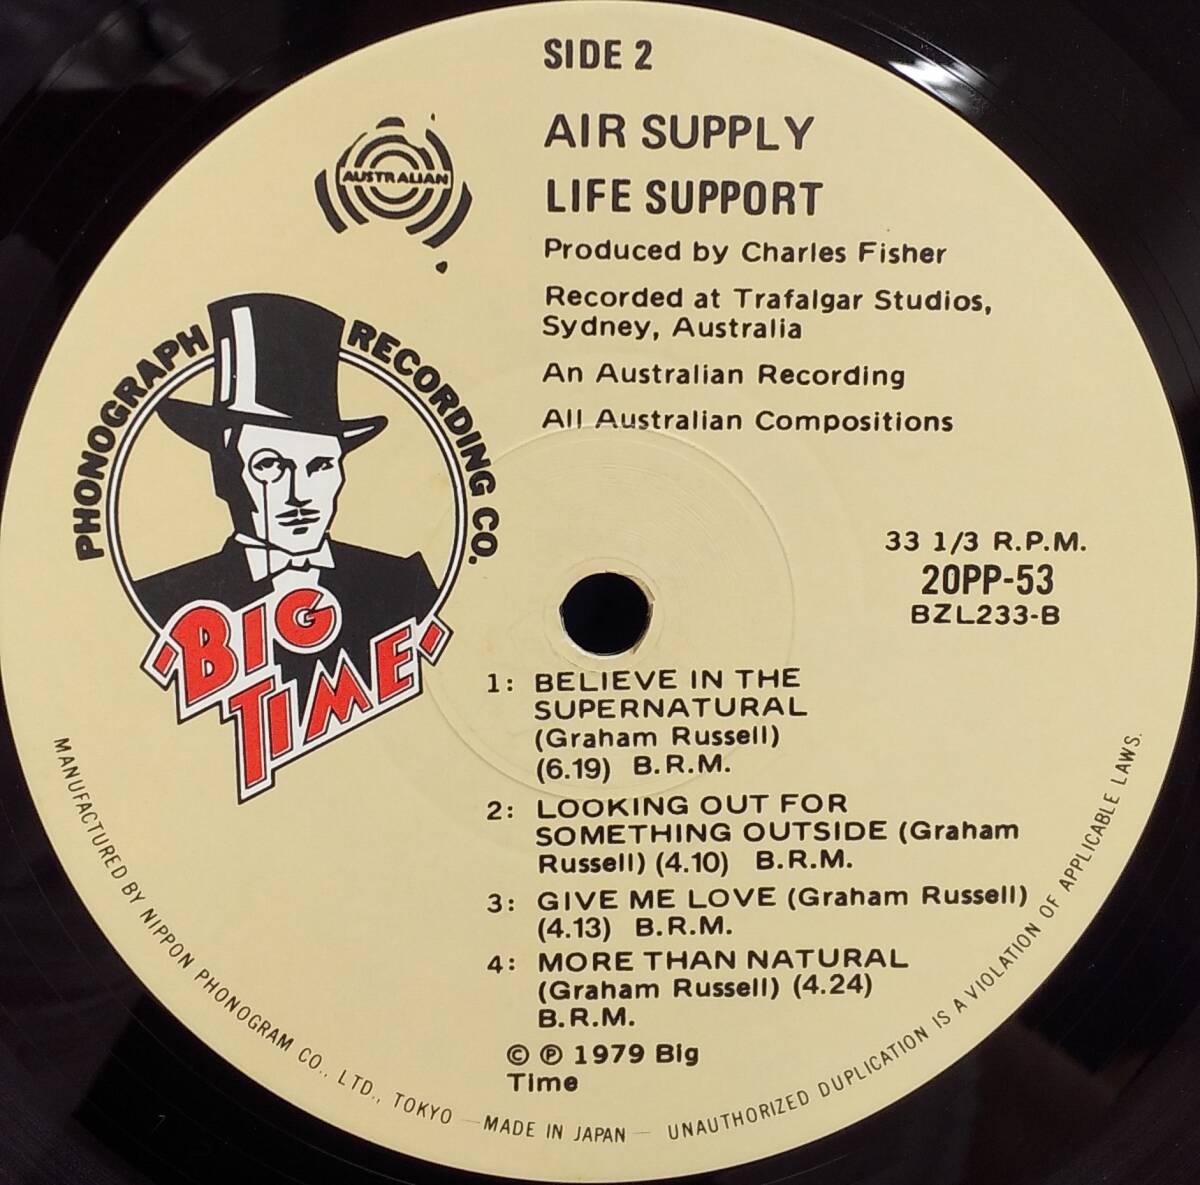 SIDE 2
AIR SUPPLY
LIFE SUPPORT
Produced by Charles Fisher
Recorded at Trafalgar Studios,
Sydney, Australia
An Australian Recording
All Australian Compositions
AUSTRALIAN
PHONOGRAPH RECORDING CO.
'BIG
TIME'
33 1/3 R.P.M.
20PP-53
BZL233-B
1: BELIEVE IN THE
SUPERNATURAL
(Graham Russell)
(6.19) B.R.M.
2: LOOKING OUT FOR
SOMETHING OUTSIDE (Graham
Russell) (4.10) B.R.M.
3: GIVE ME LOVE (Graham Russell)
(4.13) B.R.M.
4: MORE THAN NATURAL
(Graham Russell) (4.24)
B.R.M.
© ℗ 1979 Big
Time
MANUFACTURED BY NIPPON PHONOGRAM CO., LTD., TOKYO — MADE IN JAPAN — UNAUTHORIZED DUPLICATION IS A VIOLATION OF APPLICABLE LAWS.